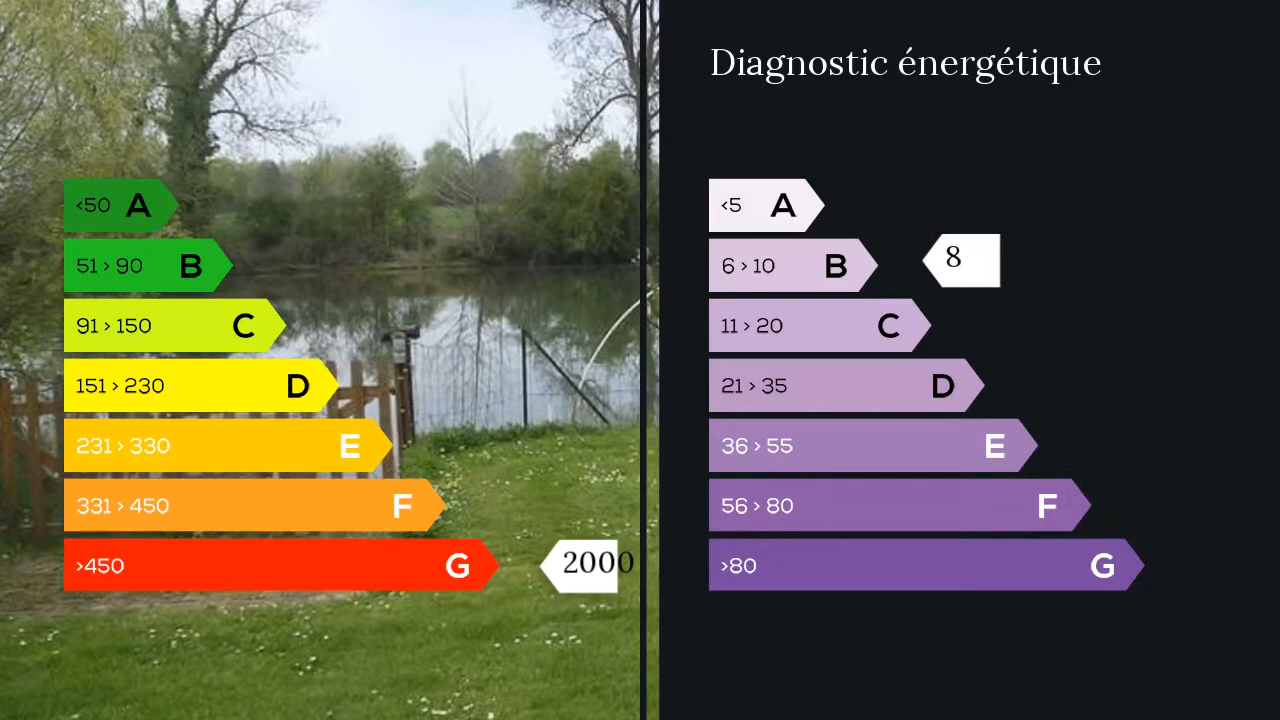 Diagnostic énergétique
<50 A
51 > 90 B
91 > 150 C
151 > 230 D
231 > 330 E
331 > 450 F
>450 G
2000
<5 A
6 > 10 B
8
11 > 20 C
21 > 35 D
36 > 55 E
56 > 80 F
>80 G